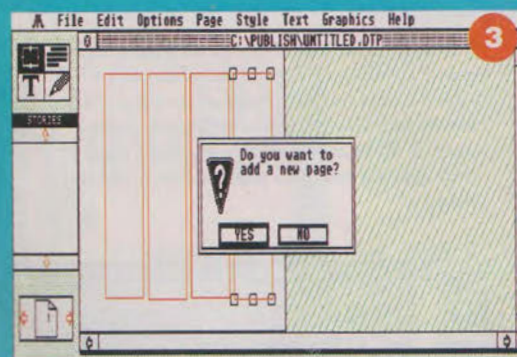 File Edit Options Page Style Text Graphics Help
C:\PUBLISH\UNTITLED.DTP
3
T
STORIES
Do you want to
add a new page?
YES NO
1